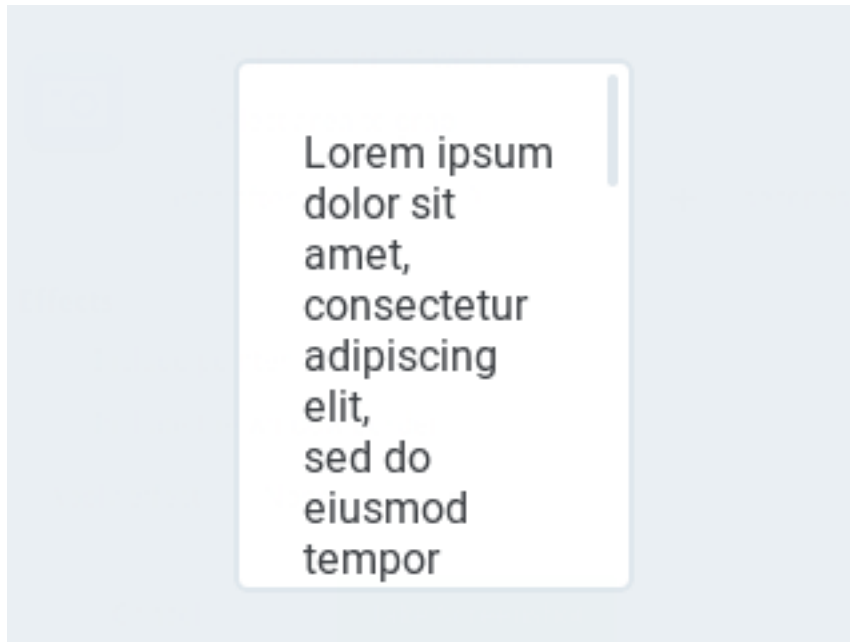 Lorem ipsum
dolor sit
amet,
consectetur
adipiscing
elit,
sed do
eiusmod
tempor